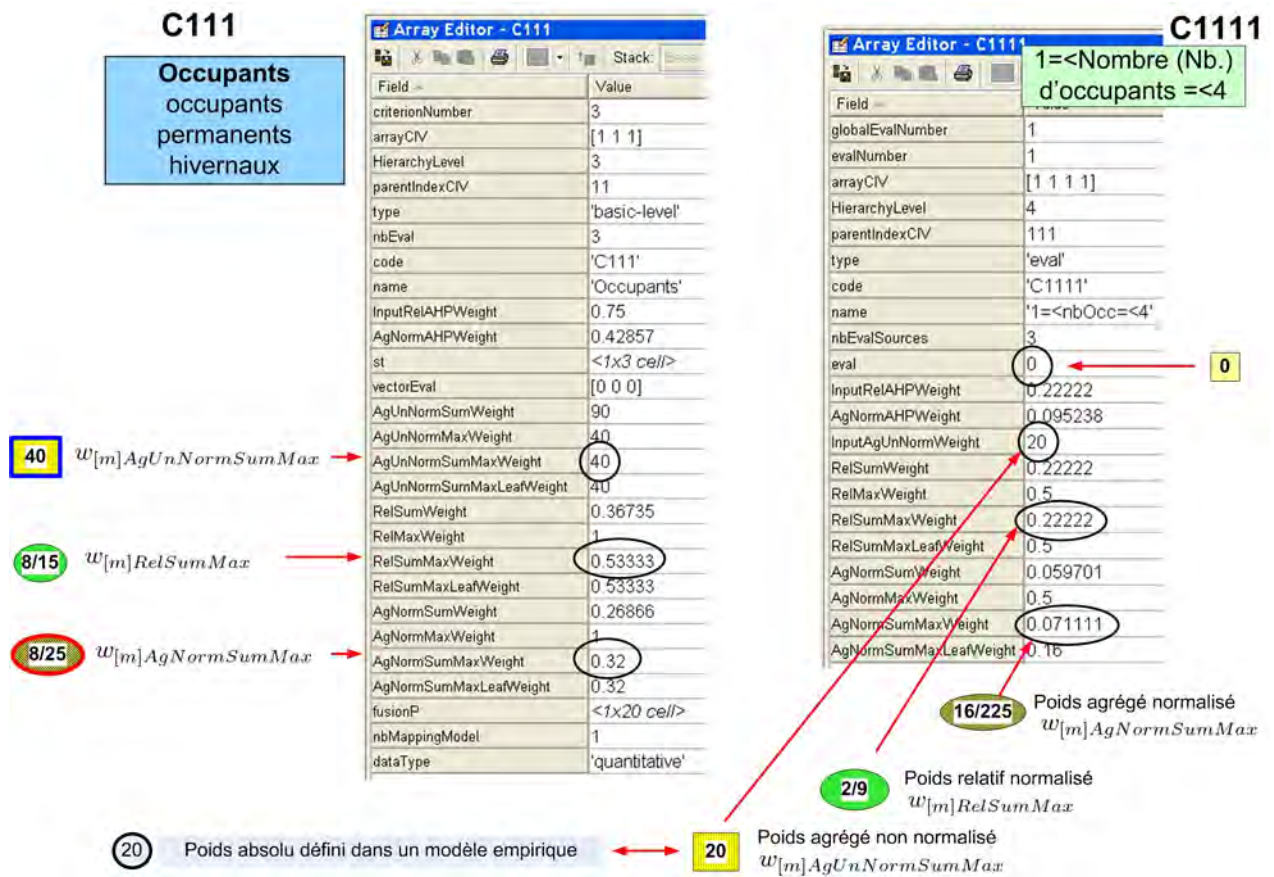 C111
Occupants
occupants
permanents
hivernaux
Array Editor - C111
Stack:
Field Value
criterionNumber 3
arrayCIV [1 1 1]
HierarchyLevel 3
parentIndexCIV 11
type 'basic-level'
nbEval 3
code 'C111'
name 'Occupants'
InputRelAHPWeight 0.75
AgNormAHPWeight 0.42857
st <1x3 cell>
vectorEval [0 0 0]
AgUnNormSumWeight 90
AgUnNormMaxWeight 40
AgUnNormSumMaxWeight 40
AgUnNormSumMaxLeafWeight 40
RelSumWeight 0.36735
RelMaxWeight 1
RelSumMaxWeight 0.53333
RelSumMaxLeafWeight 0.53333
AgNormSumWeight 0.26866
AgNormMaxWeight 1
AgNormSumMaxWeight 0.32
AgNormSumMaxLeafWeight 0.32
fusionP <1x20 cell>
nbMappingModel 1
dataType 'quantitative'
40 w[m]AgUnNormSumMax
8/15 w[m]RelSumMax
8/25 w[m]AgNormSumMax
C1111
Array Editor - C1111
1=<Nombre (Nb.)
d'occupants =<4
Field
globalEvalNumber 1
evalNumber 1
arrayCIV [1 1 1 1]
HierarchyLevel 4
parentIndexCIV 111
type 'eval'
code 'C1111'
name '1=<nbOcc=<4'
nbEvalSources 3
eval 0
InputRelAHPWeight 0.22222
AgNormAHPWeight 0.095238
InputAgUnNormWeight 20
RelSumWeight 0.22222
RelMaxWeight 0.5
RelSumMaxWeight 0.22222
RelSumMaxLeafWeight 0.5
AgNormSumWeight 0.059701
AgNormMaxWeight 0.5
AgNormSumMaxWeight 0.071111
AgNormSumMaxLeafWeight 0.16
0
16/225 Poids agrégé normalisé
w[m]AgNormSumMax
2/9 Poids relatif normalisé
w[m]RelSumMax
20 Poids absolu défini dans un modèle empirique
20 Poids agrégé non normalisé
w[m]AgUnNormSumMax